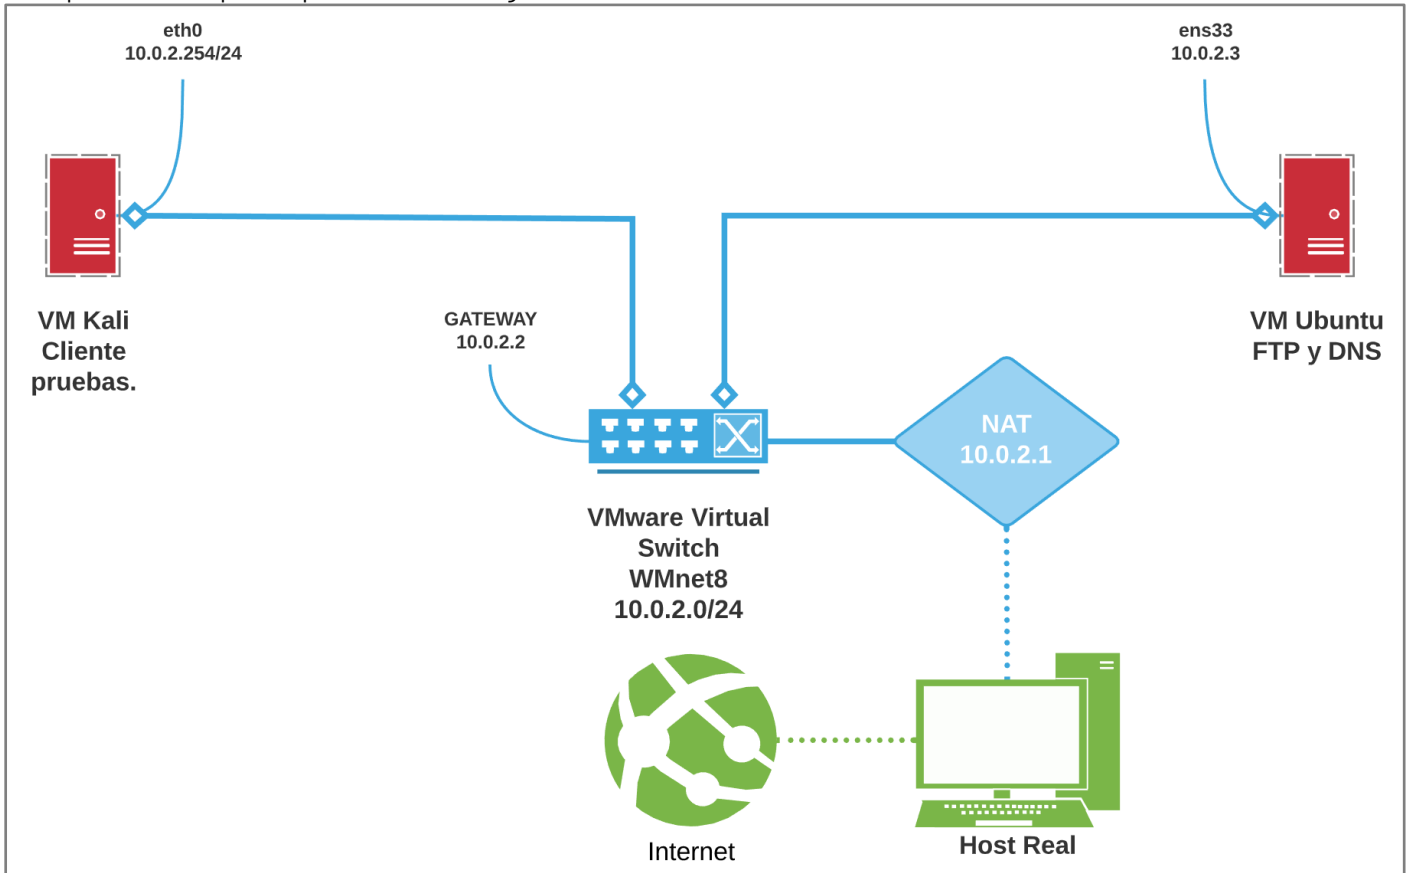 eth0
10.0.2.254/24
ens33
10.0.2.3
VM Kali
Cliente
pruebas.
GATEWAY
10.0.2.2
VM Ubuntu
FTP y DNS
NAT
10.0.2.1
VMware Virtual
Switch
WMnet8
10.0.2.0/24
Internet
Host Real